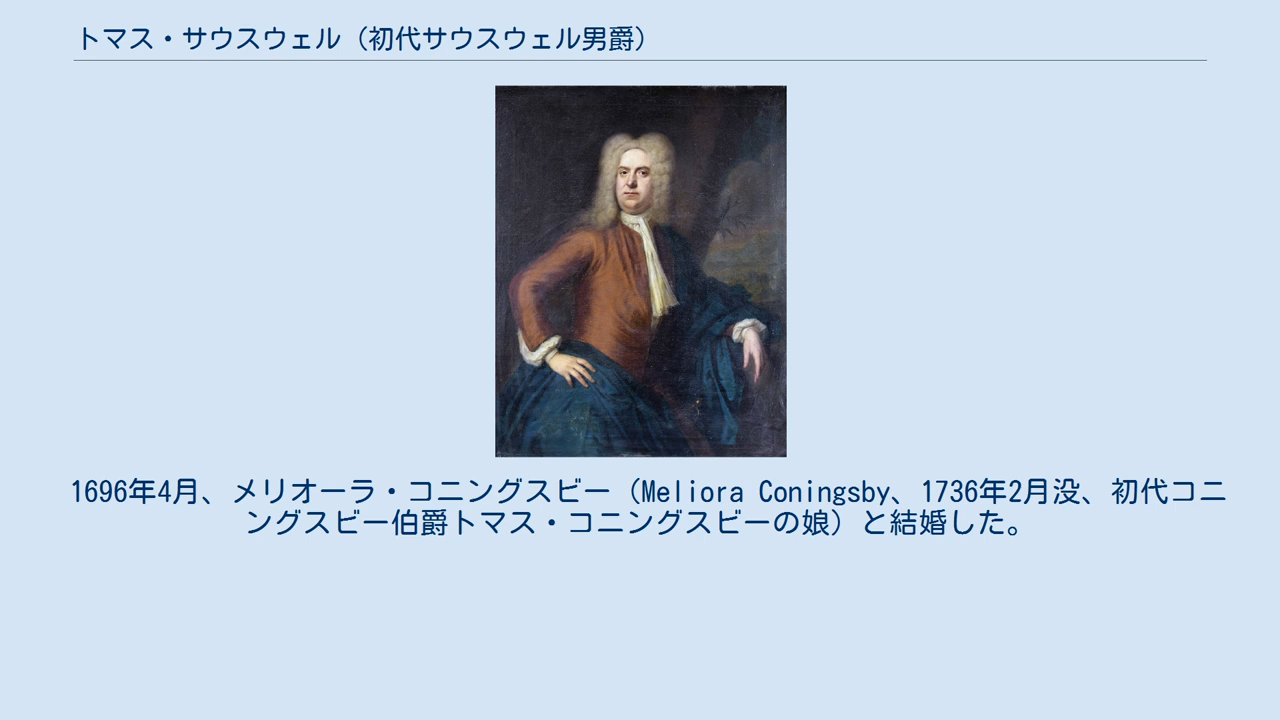 トマス・サウスウェル（初代サウスウェル男爵）
1696年4月、メリオーラ・コニングスビー（Meliora Coningsby、1736年2月没、初代コニ
ングスビー伯爵トマス・コニングスビーの娘）と結婚した。